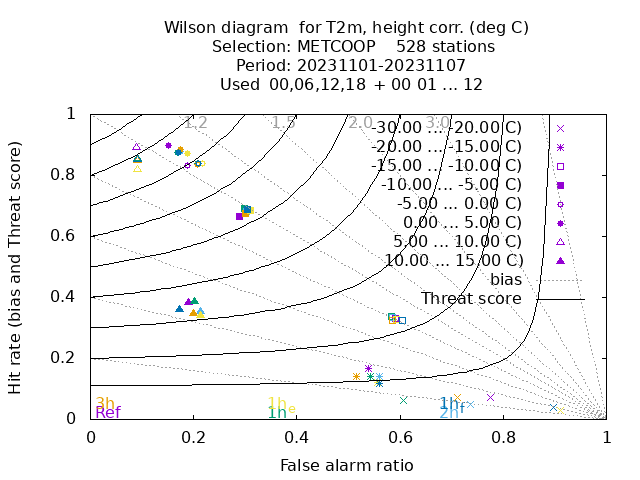 Wilson diagram  for T2m, height corr. (deg C)
Selection: METCOOP    528 stations
Period: 20231101-20231107
Used  00,06,12,18  + 00 01 ... 12
Hit rate (bias and Threat score)
1
0.8
0.6
0.4
0.2
0
1.2
1.5
2.0
3.0
-30.00 ... -20.00 C)
-20.00 ... -15.00 C)
-15.00 ... -10.00 C)
-10.00 ... -5.00 C)
-5.00 ... 0.00 C)
0.00 ... 5.00 C)
5.00 ... 10.00 C)
10.00 ... 15.00 C)
bias
Threat score
3h
1h_e
1h_f
Ref
1h
2h
0
0.2
0.4
0.6
0.8
1
False alarm ratio